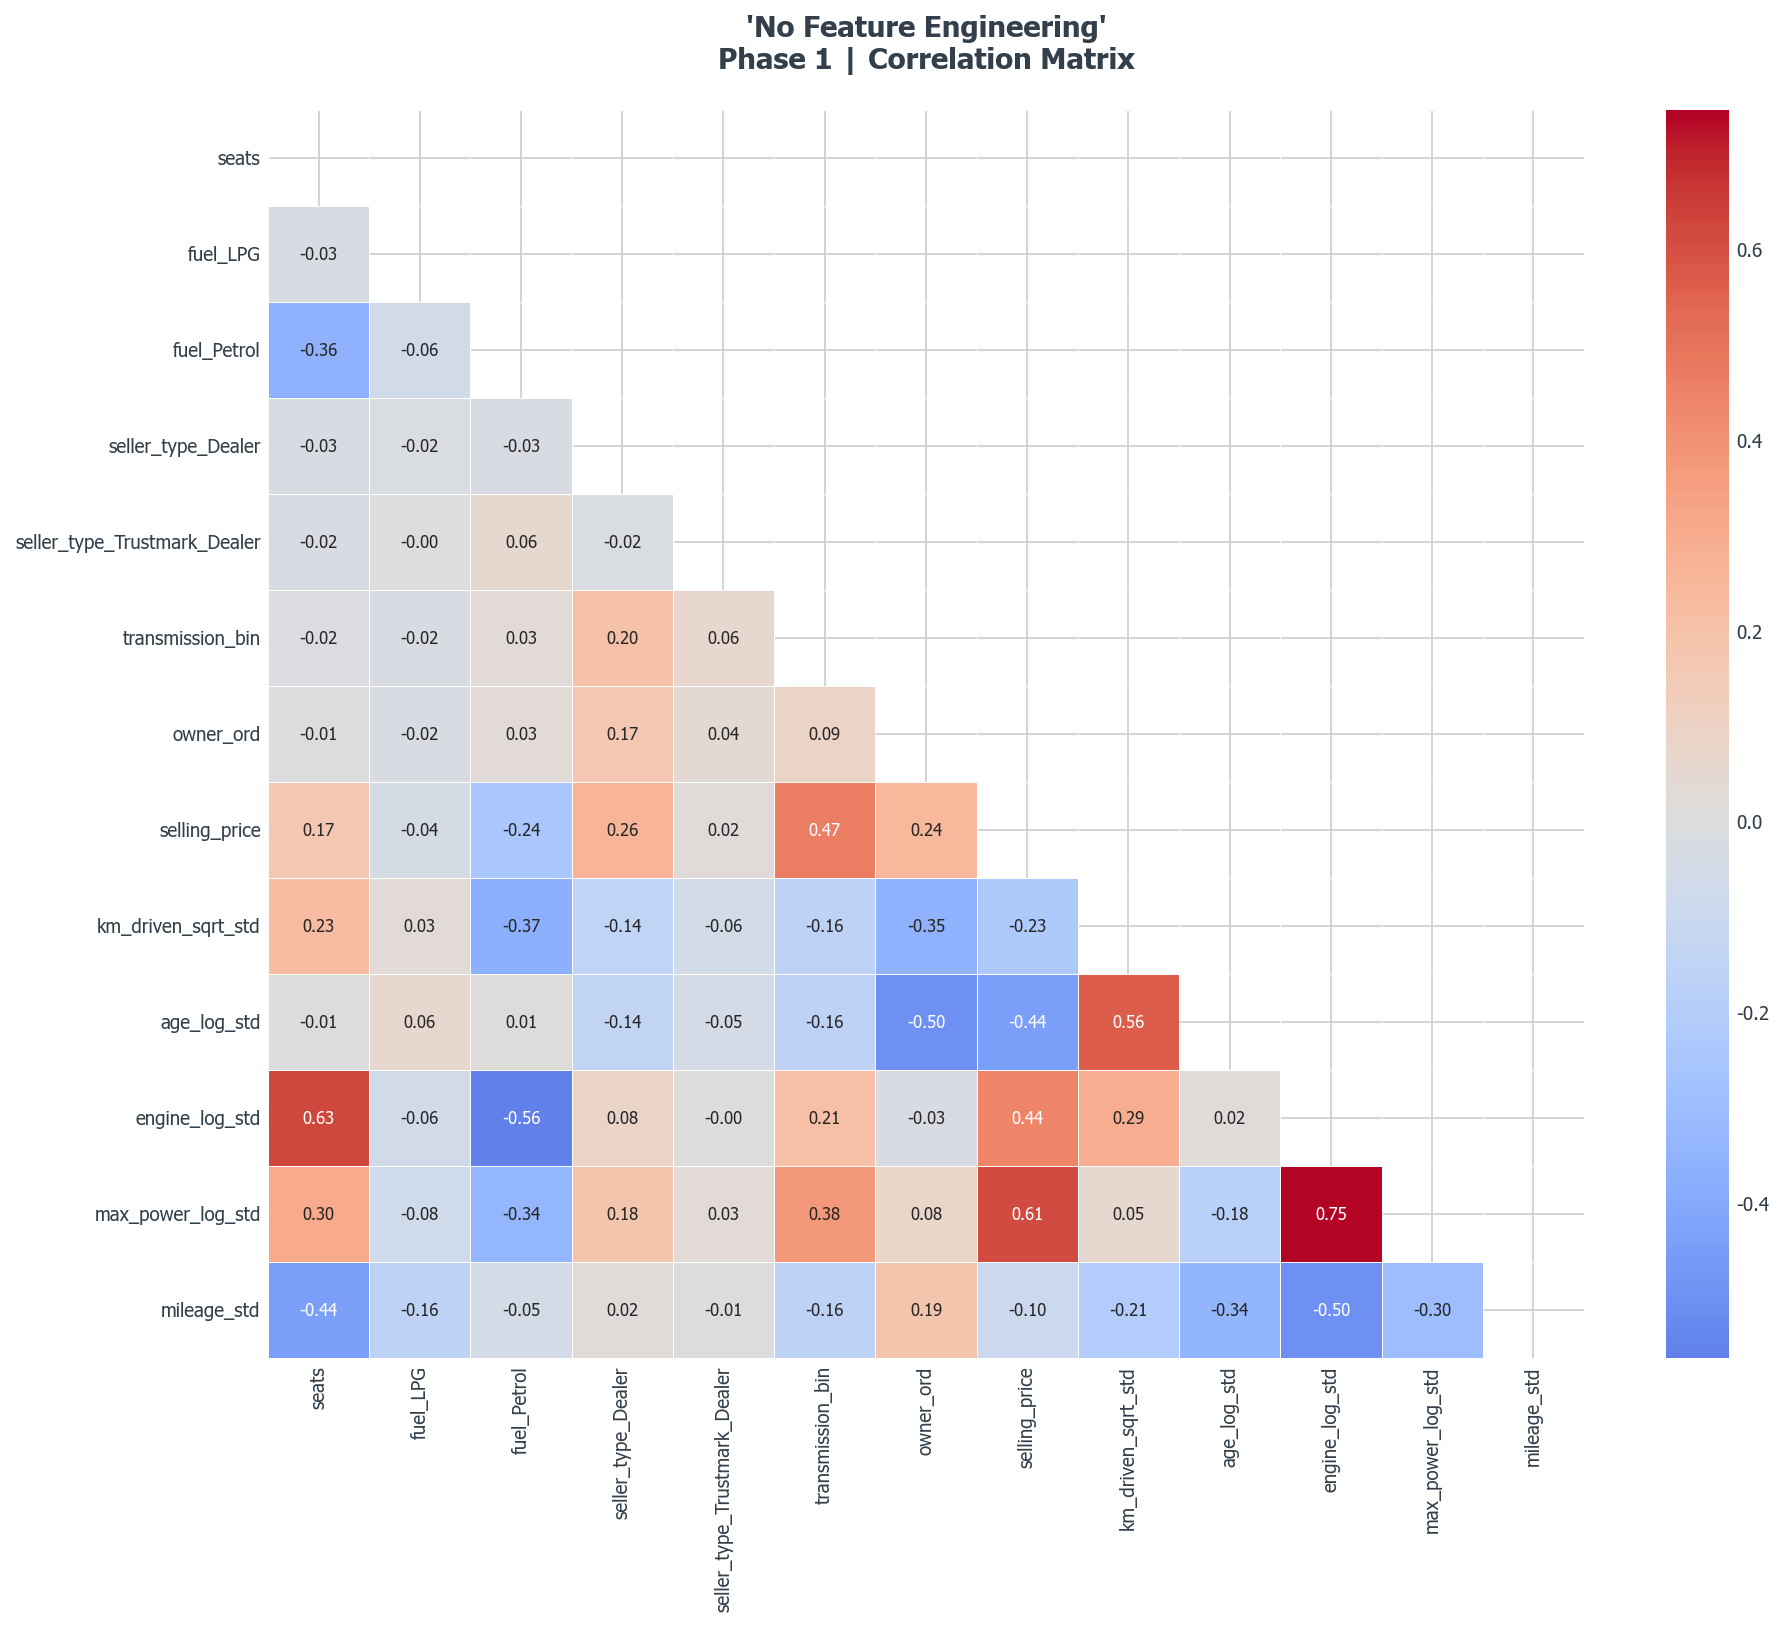 'No Feature Engineering'
Phase 1 | Correlation Matrix
seats
fuel_LPG -0.03
fuel_Petrol -0.36 -0.06
seller_type_Dealer -0.03 -0.02 -0.03
seller_type_Trustmark_Dealer -0.02 -0.00 0.06 -0.02
transmission_bin -0.02 -0.02 0.03 0.20 0.06
owner_ord -0.01 -0.02 0.03 0.17 0.04 0.09
selling_price 0.17 -0.04 -0.24 0.26 0.02 0.47 0.24
km_driven_sqrt_std 0.23 0.03 -0.37 -0.14 -0.06 -0.16 -0.35 -0.23
age_log_std -0.01 0.06 0.01 -0.14 -0.05 -0.16 -0.50 -0.44 0.56
engine_log_std 0.63 -0.06 -0.56 0.08 -0.00 0.21 -0.03 0.44 0.29 0.02
max_power_log_std 0.30 -0.08 -0.34 0.18 0.03 0.38 0.08 0.61 0.05 -0.18 0.75
mileage_std -0.44 -0.16 -0.05 0.02 -0.01 -0.16 0.19 -0.10 -0.21 -0.34 -0.50 -0.30
seats
fuel_LPG
fuel_Petrol
seller_type_Dealer
seller_type_Trustmark_Dealer
transmission_bin
owner_ord
selling_price
km_driven_sqrt_std
age_log_std
engine_log_std
max_power_log_std
mileage_std
0.6
0.4
0.2
0.0
-0.2
-0.4